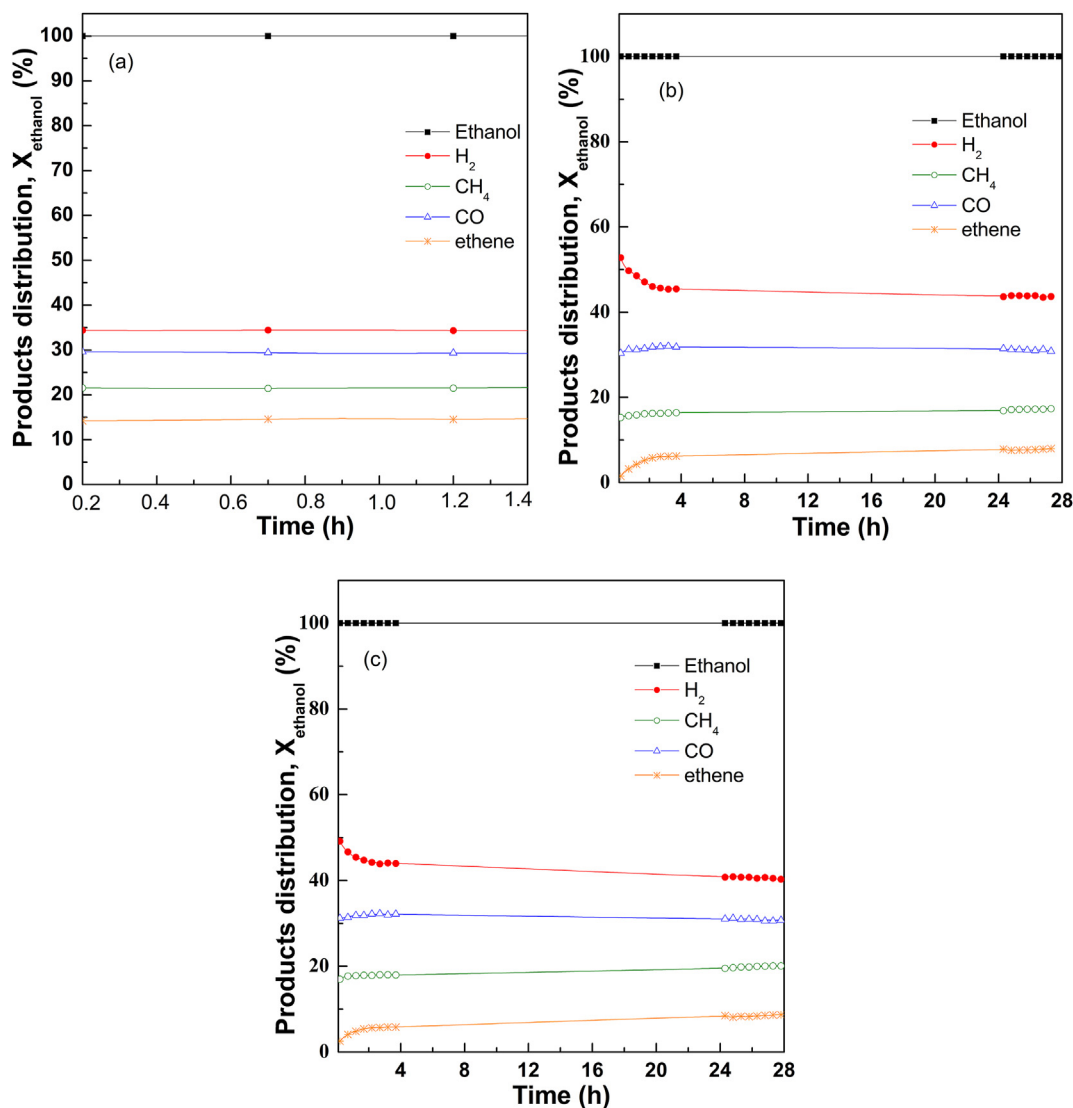 Products distribution, X_ethanol (%)
100
90
80
70
60
50
40
30
20
10
0
(a)
Ethanol
H₂
CH₄
CO
ethene
0.2 0.4 0.6 0.8 1.0 1.2 1.4
Time (h)
Products distribution, X_ethanol (%)
100
80
60
40
20
0
(b)
Ethanol
H₂
CH₄
CO
ethene
4 8 12 16 20 24 28
Time (h)
Products distribution, X_ethanol (%)
100
80
60
40
20
0
(c)
Ethanol
H₂
CH₄
CO
ethene
4 8 12 16 20 24 28
Time (h)